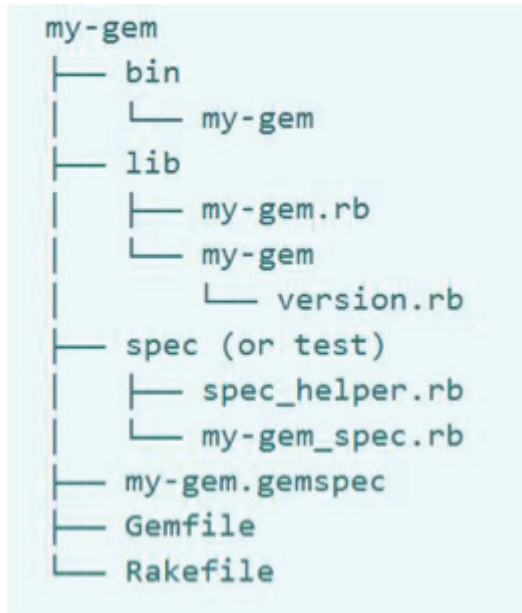 my-gem
├── bin
│   └── my-gem
├── lib
│   ├── my-gem.rb
│   └── my-gem
│       └── version.rb
├── spec (or test)
│   ├── spec_helper.rb
│   └── my-gem_spec.rb
├── my-gem.gemspec
├── Gemfile
└── Rakefile